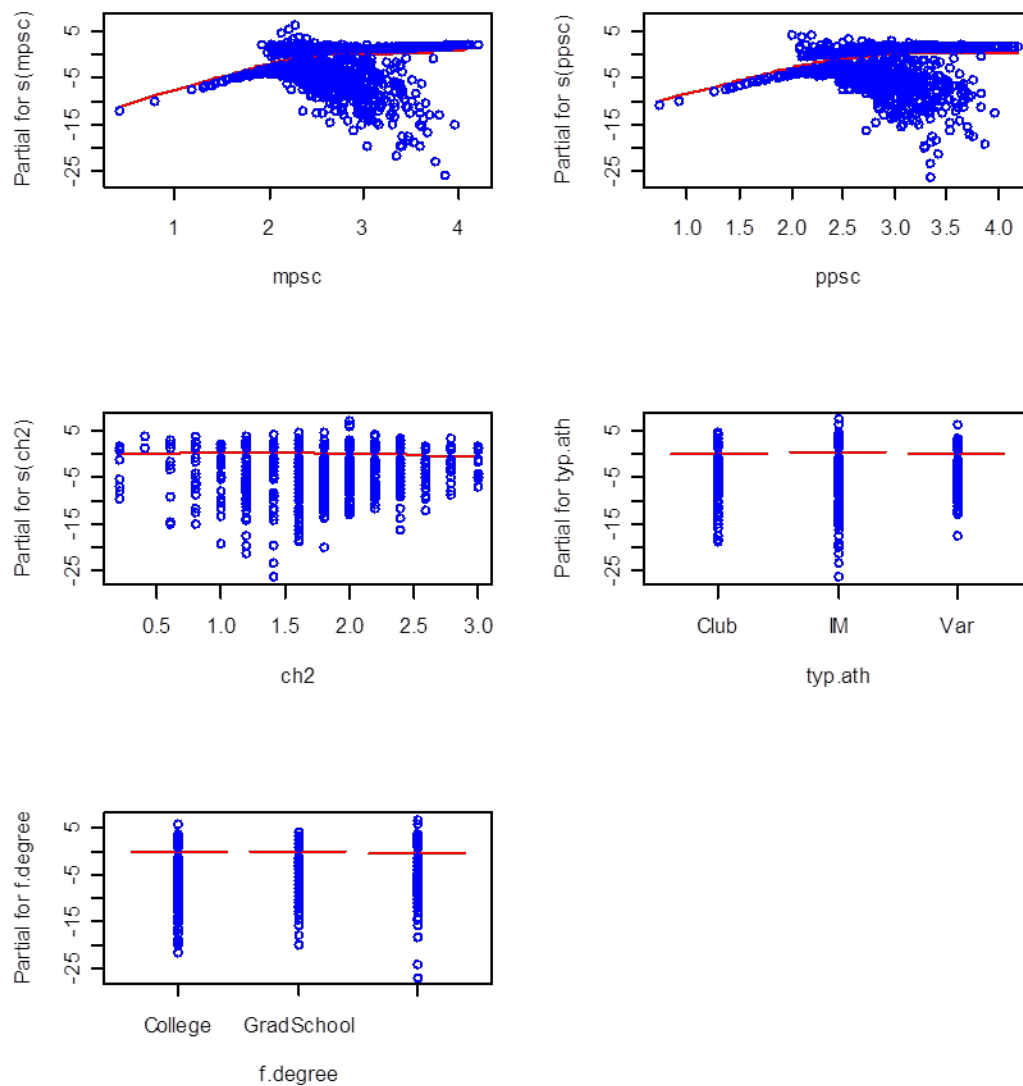 Partial for s(mpsc)
5
-5
-15
-25
1 2 3 4
mpsc
Partial for s(ppsc)
5
-5
-15
-25
1.0 1.5 2.0 2.5 3.0 3.5 4.0
ppsc
Partial for s(ch2)
5
-5
-15
-25
0.5 1.0 1.5 2.0 2.5 3.0
ch2
Partial for typ.ath
5
-5
-15
-25
Club IM Var
typ.ath
Partial for f.degree
5
-5
-15
-25
College GradSchool
f.degree